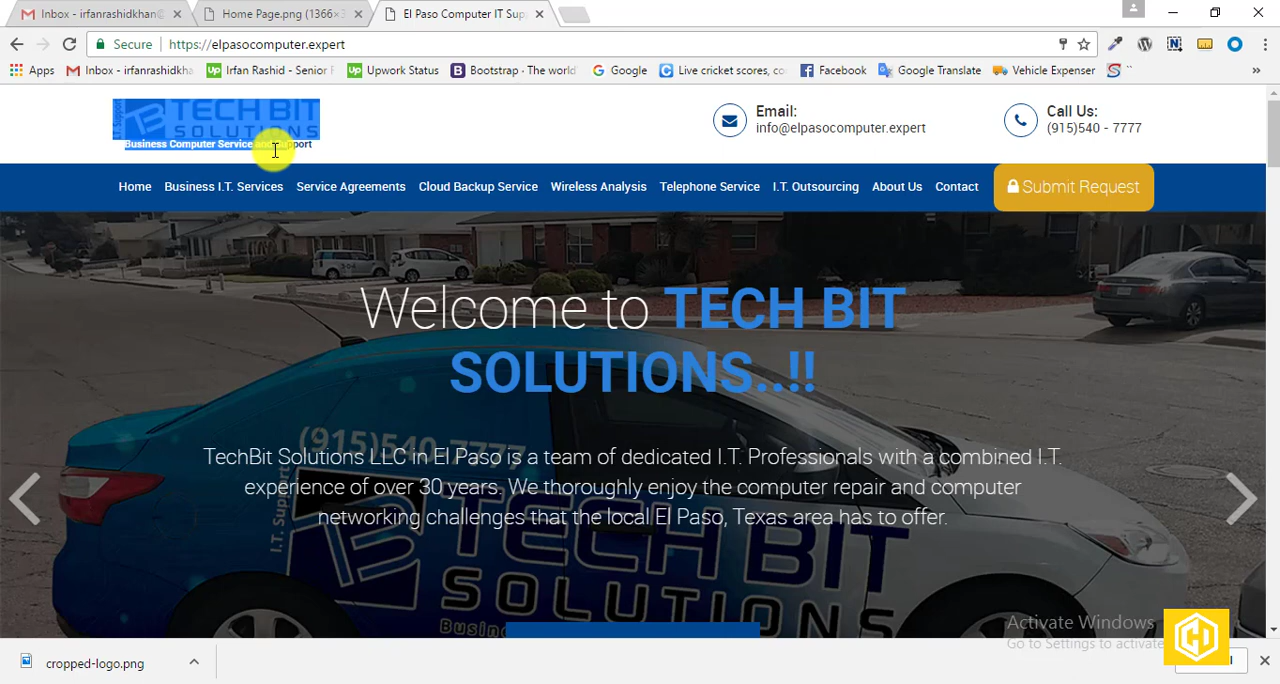 Inbox - irfanrashidkhan@
Home Page.png (1366×3
El Paso Computer IT Sup
Secure
https://elpasocomputer.expert
Apps
Inbox - irfanrashidkha
Irfan Rashid - Senior
Upwork Status
Bootstrap · The world
Google
Live cricket scores, co
Facebook
Google Translate
Vehicle Expenser
»
I.T. Support
TECH BIT
SOLUTIONS
Business Computer Service and Support
Email:
info@elpasocomputer.expert
Call Us:
(915)540 - 7777
Home
Business I.T. Services
Service Agreements
Cloud Backup Service
Wireless Analysis
Telephone Service
I.T. Outsourcing
About Us
Contact
Submit Request
Welcome to TECH BIT
SOLUTIONS..!!
TechBit Solutions LLC in El Paso is a team of dedicated I.T. Professionals with a combined I.T.
experience of over 30 years. We thoroughly enjoy the computer repair and computer
networking challenges that the local El Paso, Texas area has to offer.
(915)540-7777
I.T. Support
TECH BIT
SOLUTIONS
Activate Windows
Go to Settings to activate
cropped-logo.png